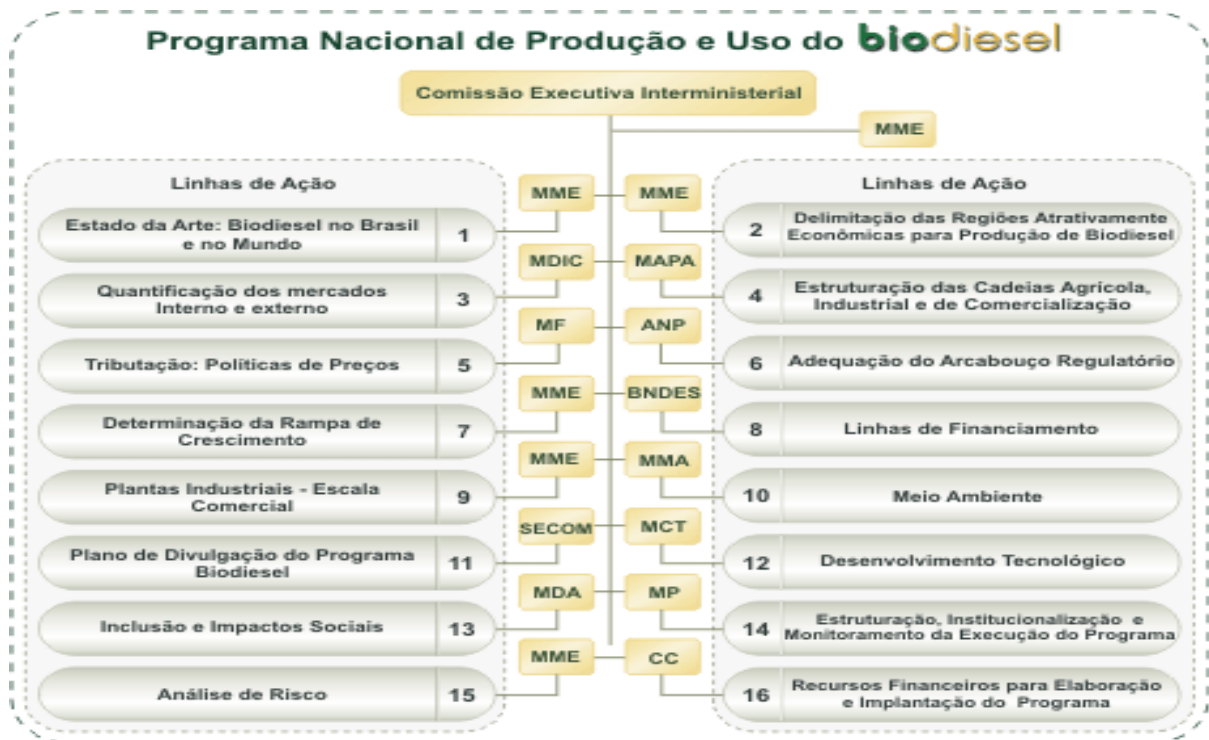 Programa Nacional de Produção e Uso do biodiesel
Comissão Executiva Interministerial
MME
Linhas de Ação
Linhas de Ação
MME
MME
Estado da Arte: Biodiesel no Brasil
e no Mundo
1
2
Delimitação das Regiões Atrativamente
Econômicas para Produção de Biodiesel
MDIC
MAPA
Quantificação dos mercados
Interno e externo
3
4
Estruturação das Cadeias Agrícola,
Industrial e de Comercialização
MF
ANP
Tributação: Políticas de Preços
5
6
Adequação do Arcabouço Regulatório
MME
BNDES
Determinação da Rampa de
Crescimento
7
8
Linhas de Financiamento
MME
MMA
Plantas Industriais - Escala
Comercial
9
10
Meio Ambiente
SECOM
MCT
Plano de Divulgação do Programa
Biodiesel
11
12
Desenvolvimento Tecnológico
MDA
MP
Inclusão e Impactos Sociais
13
14
Estruturação, Institucionalização e
Monitoramento da Execução do Programa
MME
CC
Análise de Risco
15
16
Recursos Financeiros para Elaboração
e Implantação do Programa